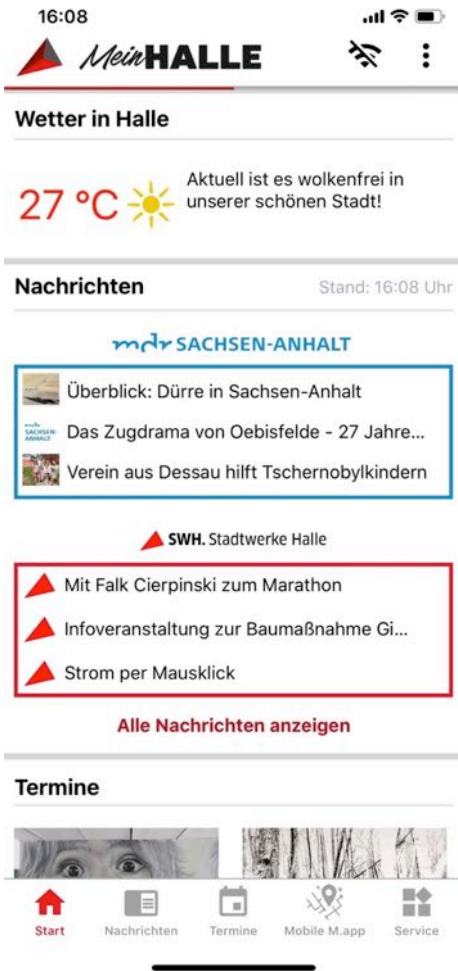 16:08
MeinHALLE
Wetter in Halle
27 °C
Aktuell ist es wolkenfrei in
unserer schönen Stadt!
Nachrichten
Stand: 16:08 Uhr
mdr SACHSEN-ANHALT
Überblick: Dürre in Sachsen-Anhalt
mdr
SACHSEN-
ANHALT
Das Zugdrama von Oebisfelde - 27 Jahre...
Verein aus Dessau hilft Tschernobylkindern
SWH. Stadtwerke Halle
Mit Falk Cierpinski zum Marathon
Infoveranstaltung zur Baumaßnahme Gi...
Strom per Mausklick
Alle Nachrichten anzeigen
Termine
Start
Nachrichten
Termine
Mobile M.app
Service